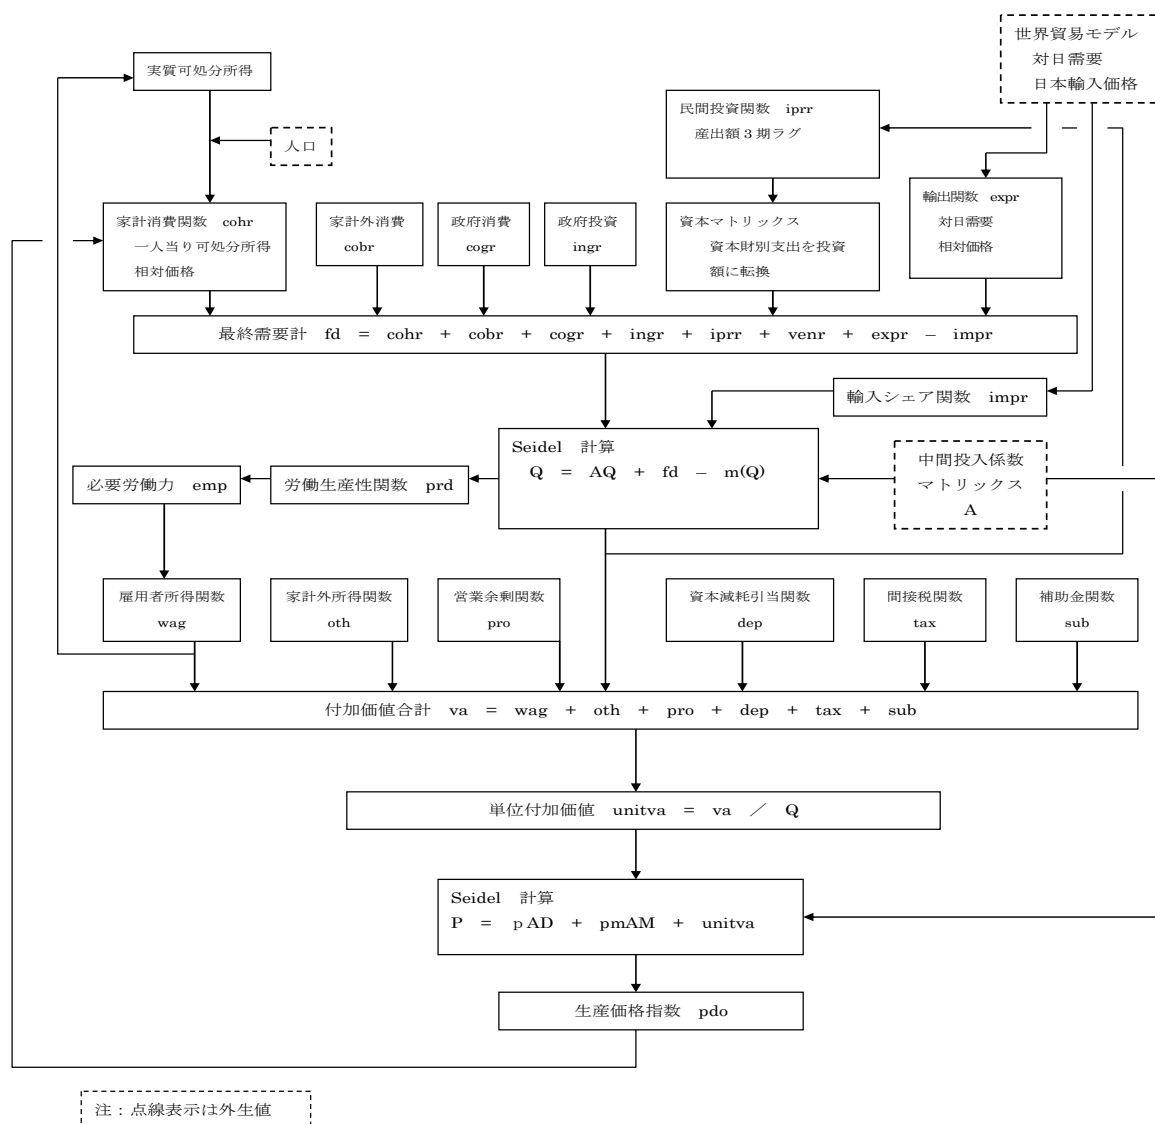 世界貿易モデル
対日需要
日本輸入価格
実質可処分所得
人口
民間投資関数 iprr
産出額3期ラグ
家計消費関数 cohr
一人当り可処分所得
相対価格
家計外消費
cobr
政府消費
cogr
政府投資
ingr
資本マトリックス
資本財別支出を投資
額に転換
輸出関数 expr
対日需要
相対価格
最終需要計 fd = cohr + cobr + cogr + ingr + iprr + venr + expr − impr
輸入シェア関数 impr
Seidel 計算
Q = AQ + fd − m(Q)
中間投入係数
マトリックス
A
必要労働力 emp
労働生産性関数 prd
雇用者所得関数
wag
家計外所得関数
oth
営業余剰関数
pro
資本減耗引当関数
dep
間接税関数
tax
補助金関数
sub
付加価値合計 va = wag + oth + pro + dep + tax + sub
単位付加価値 unitva = va ／ Q
Seidel 計算
P = pAD + pmAM + unitva
生産価格指数 pdo
注：点線表示は外生値